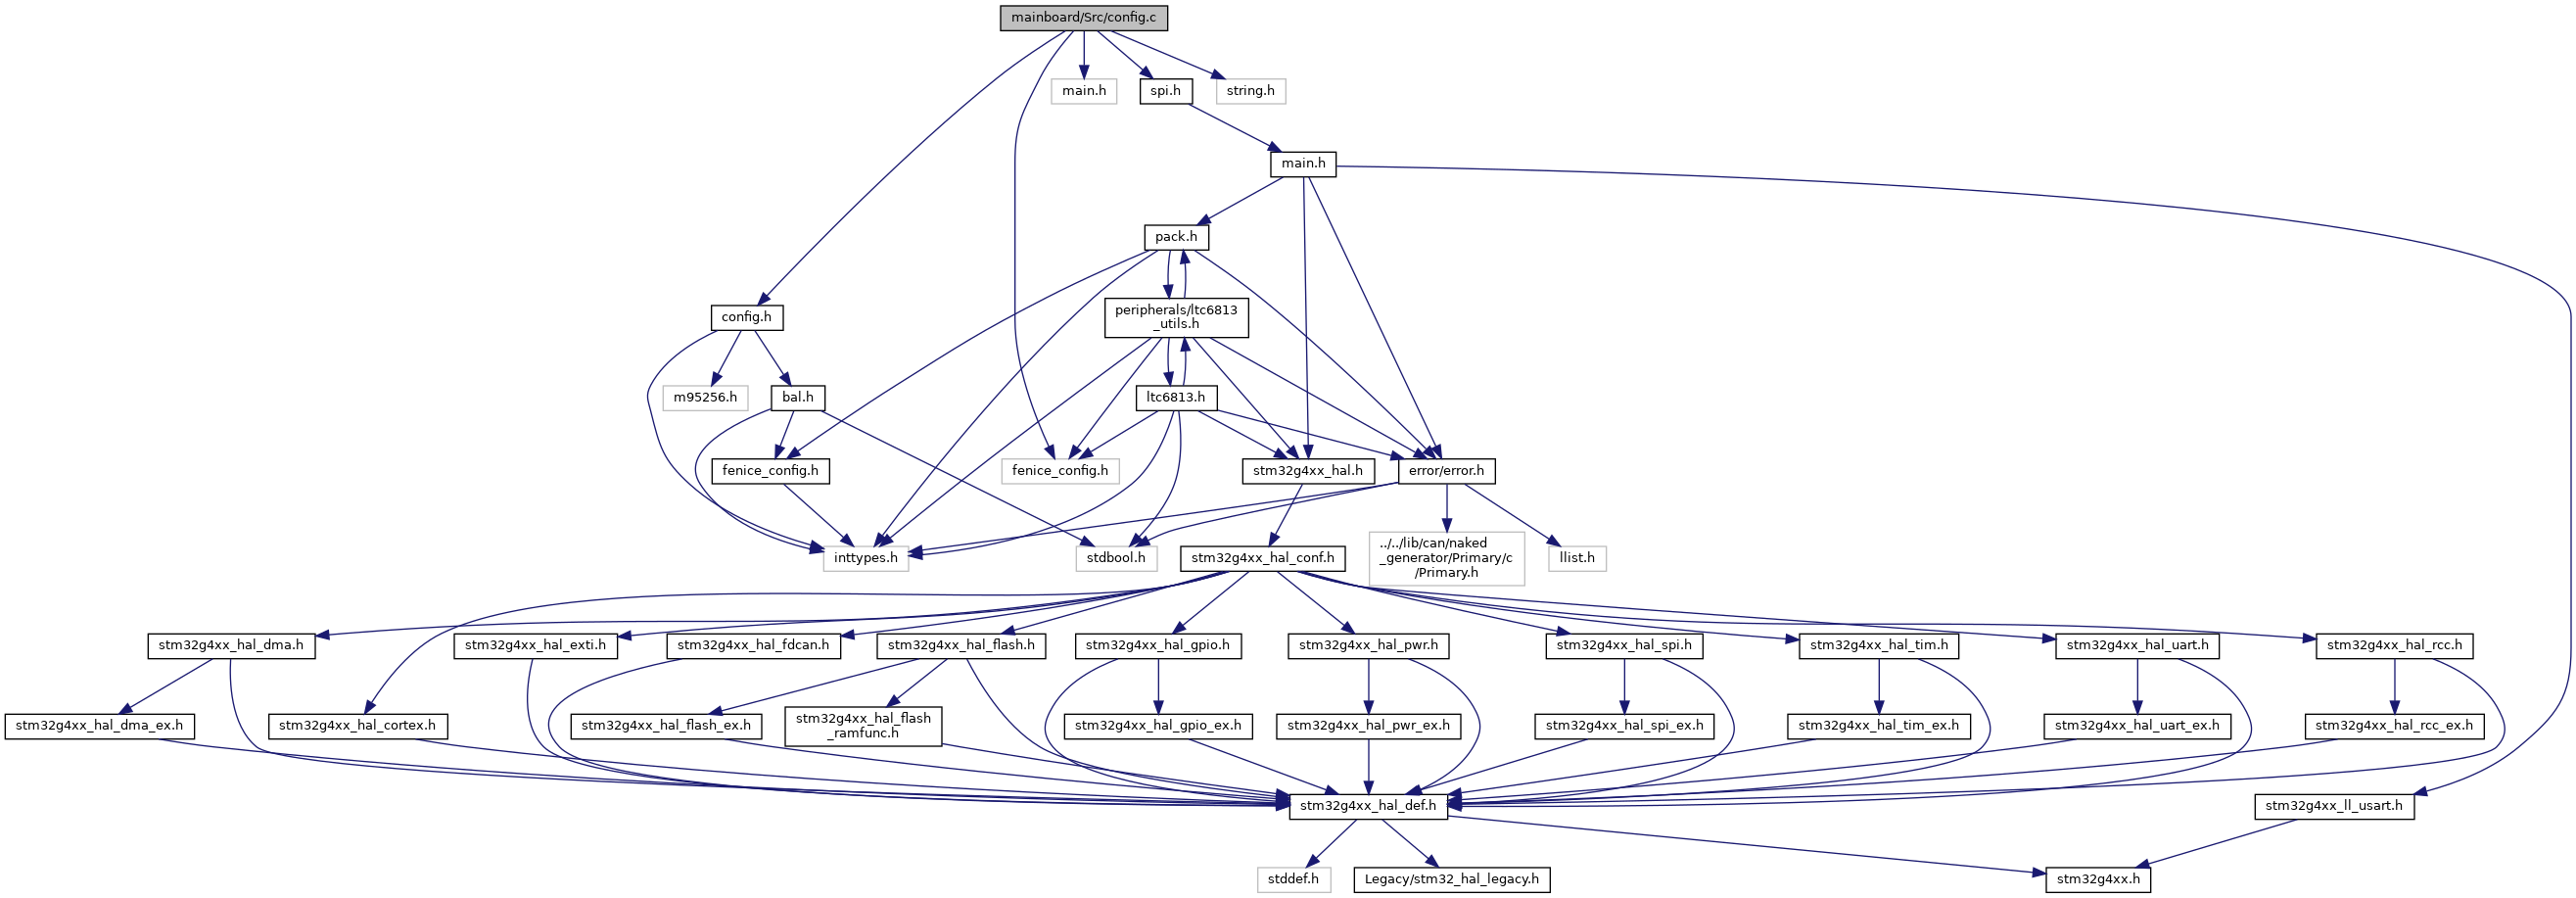 mainboard/Src/config.c
main.h
spi.h
string.h
main.h
pack.h
config.h
peripherals/ltc6813
_utils.h
m95256.h
bal.h
ltc6813.h
fenice_config.h
fenice_config.h
stm32g4xx_hal.h
error/error.h
inttypes.h
stdbool.h
stm32g4xx_hal_conf.h
../../lib/can/naked
_generator/Primary/c
/Primary.h
llist.h
stm32g4xx_hal_dma.h
stm32g4xx_hal_exti.h
stm32g4xx_hal_fdcan.h
stm32g4xx_hal_flash.h
stm32g4xx_hal_gpio.h
stm32g4xx_hal_pwr.h
stm32g4xx_hal_spi.h
stm32g4xx_hal_tim.h
stm32g4xx_hal_uart.h
stm32g4xx_hal_rcc.h
stm32g4xx_hal_dma_ex.h
stm32g4xx_hal_cortex.h
stm32g4xx_hal_flash_ex.h
stm32g4xx_hal_flash
_ramfunc.h
stm32g4xx_hal_gpio_ex.h
stm32g4xx_hal_pwr_ex.h
stm32g4xx_hal_spi_ex.h
stm32g4xx_hal_tim_ex.h
stm32g4xx_hal_uart_ex.h
stm32g4xx_hal_rcc_ex.h
stm32g4xx_hal_def.h
stm32g4xx_ll_usart.h
stddef.h
Legacy/stm32_hal_legacy.h
stm32g4xx.h